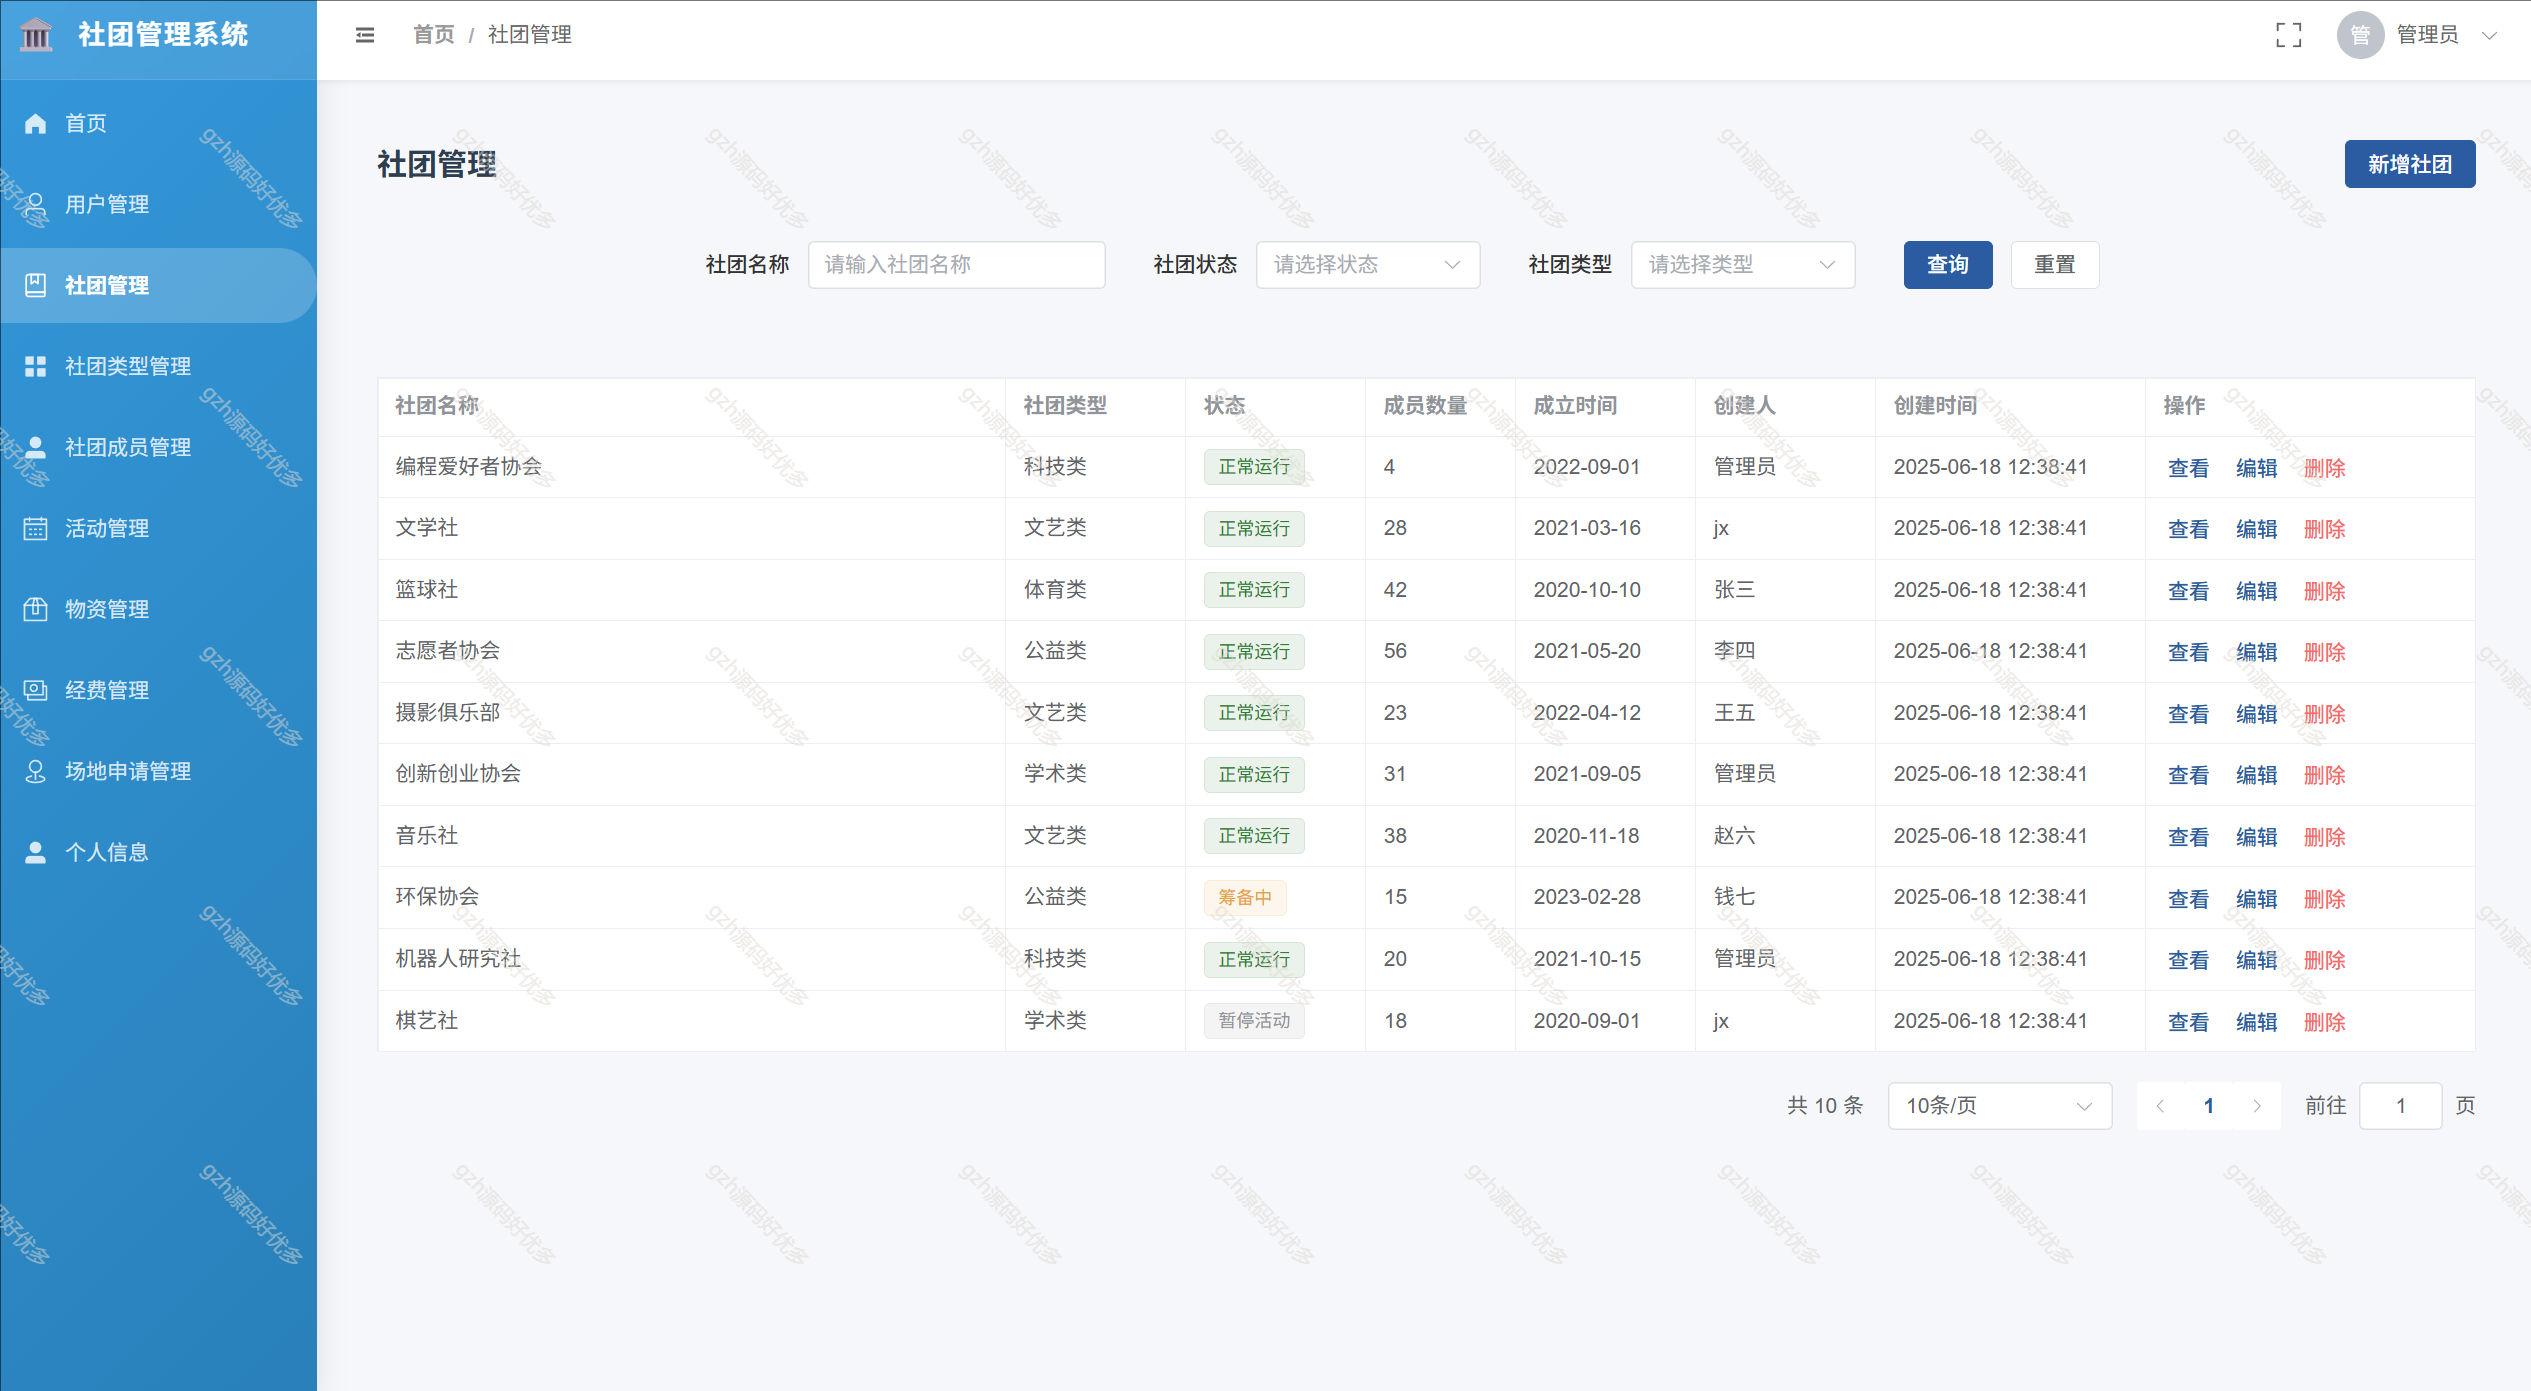 社团管理系统
首页 / 社团管理
管 管理员
首页
用户管理
社团管理
社团类型管理
社团成员管理
活动管理
物资管理
经费管理
场地申请管理
个人信息
社团管理
新增社团
社团名称 请输入社团名称 社团状态 请选择状态 社团类型 请选择类型 查询 重置
社团名称 社团类型 状态 成员数量 成立时间 创建人 创建时间 操作
编程爱好者协会 科技类 正常运行 4 2022-09-01 管理员 2025-06-18 12:38:41 查看 编辑 删除
文学社 文艺类 正常运行 28 2021-03-16 jx 2025-06-18 12:38:41 查看 编辑 删除
篮球社 体育类 正常运行 42 2020-10-10 张三 2025-06-18 12:38:41 查看 编辑 删除
志愿者协会 公益类 正常运行 56 2021-05-20 李四 2025-06-18 12:38:41 查看 编辑 删除
摄影俱乐部 文艺类 正常运行 23 2022-04-12 王五 2025-06-18 12:38:41 查看 编辑 删除
创新创业协会 学术类 正常运行 31 2021-09-05 管理员 2025-06-18 12:38:41 查看 编辑 删除
音乐社 文艺类 正常运行 38 2020-11-18 赵六 2025-06-18 12:38:41 查看 编辑 删除
环保协会 公益类 筹备中 15 2023-02-28 钱七 2025-06-18 12:38:41 查看 编辑 删除
机器人研究社 科技类 正常运行 20 2021-10-15 管理员 2025-06-18 12:38:41 查看 编辑 删除
棋艺社 学术类 暂停活动 18 2020-09-01 jx 2025-06-18 12:38:41 查看 编辑 删除
共 10 条 10条/页 1 前往 1 页
gzh源码好优多